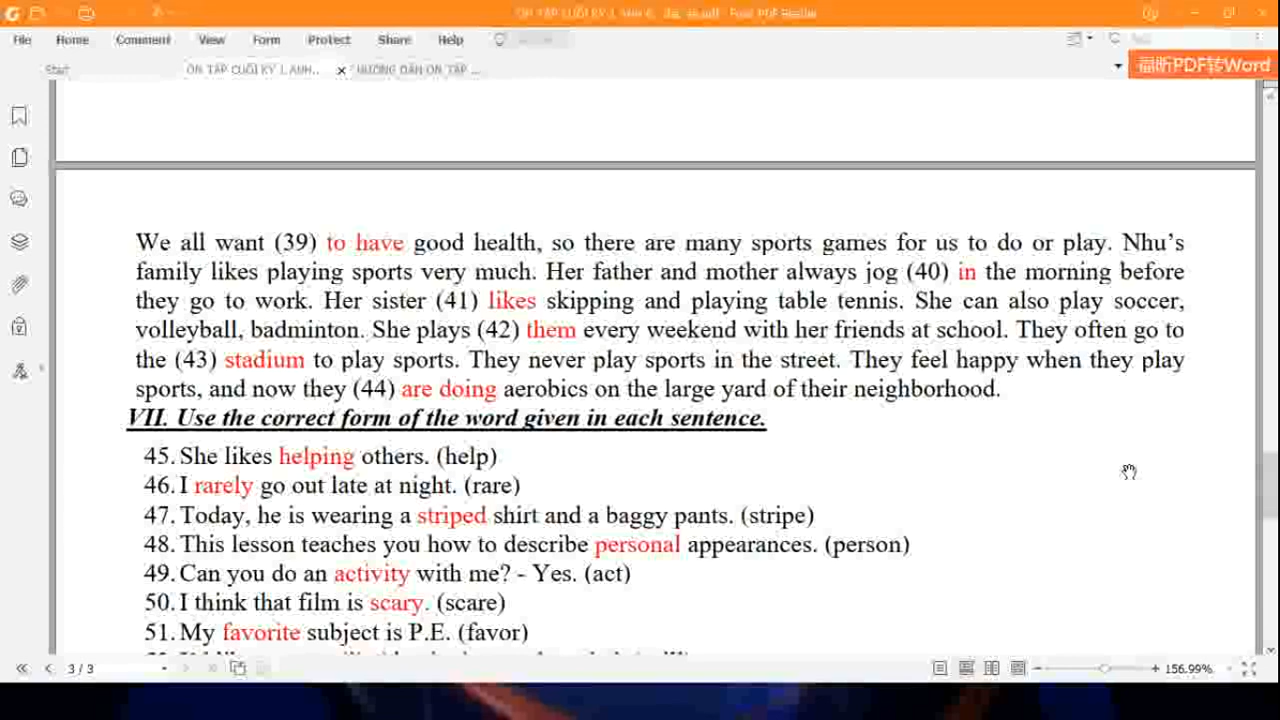 File Home Comment View Form Protect Share Help
Start ÔN TẬP CUỐI KỲ 1, ANH... HƯỚNG DẪN ÔN TẬP ...
福昕PDF转Word
We all want (39) to have good health, so there are many sports games for us to do or play. Nhu’s
family likes playing sports very much. Her father and mother always jog (40) in the morning before
they go to work. Her sister (41) likes skipping and playing table tennis. She can also play soccer,
volleyball, badminton. She plays (42) them every weekend with her friends at school. They often go to
the (43) stadium to play sports. They never play sports in the street. They feel happy when they play
sports, and now they (44) are doing aerobics on the large yard of their neighborhood.
VII. Use the correct form of the word given in each sentence.
45. She likes helping others. (help)
46. I rarely go out late at night. (rare)
47. Today, he is wearing a striped shirt and a baggy pants. (stripe)
48. This lesson teaches you how to describe personal appearances. (person)
49. Can you do an activity with me? - Yes. (act)
50. I think that film is scary. (scare)
51. My favorite subject is P.E. (favor)
3 / 3 156.99%